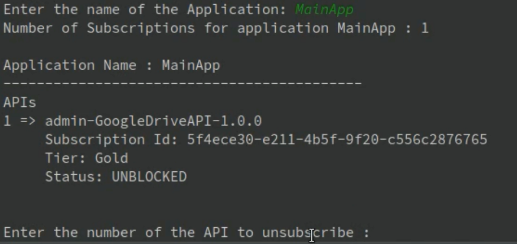 Enter the name of the Application: MainApp
Number of Subscriptions for application MainApp : 1
Application Name : MainApp
-------------------------------------------
APIs
1 => admin-GoogleDriveAPI-1.0.0
Subscription Id: 5f4ece30-e211-4b5f-9f20-c556c2876765
Tier: Gold
Status: UNBLOCKED
Enter the number of the API to unsubscribe :